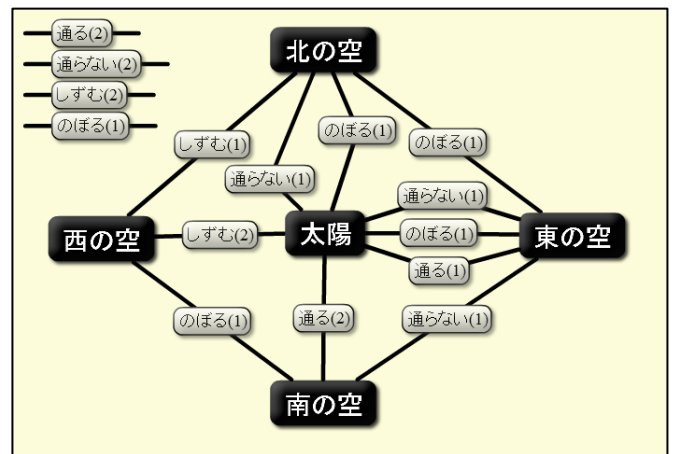 通る(2)
通らない(2)
しずむ(2)
のぼる(1)
北の空
しずむ(1)
通らない(1)
のぼる(1)
のぼる(1)
西の空
しずむ(2)
太陽
通らない(1)
のぼる(1)
通る(1)
東の空
のぼる(1)
通る(2)
通らない(1)
南の空